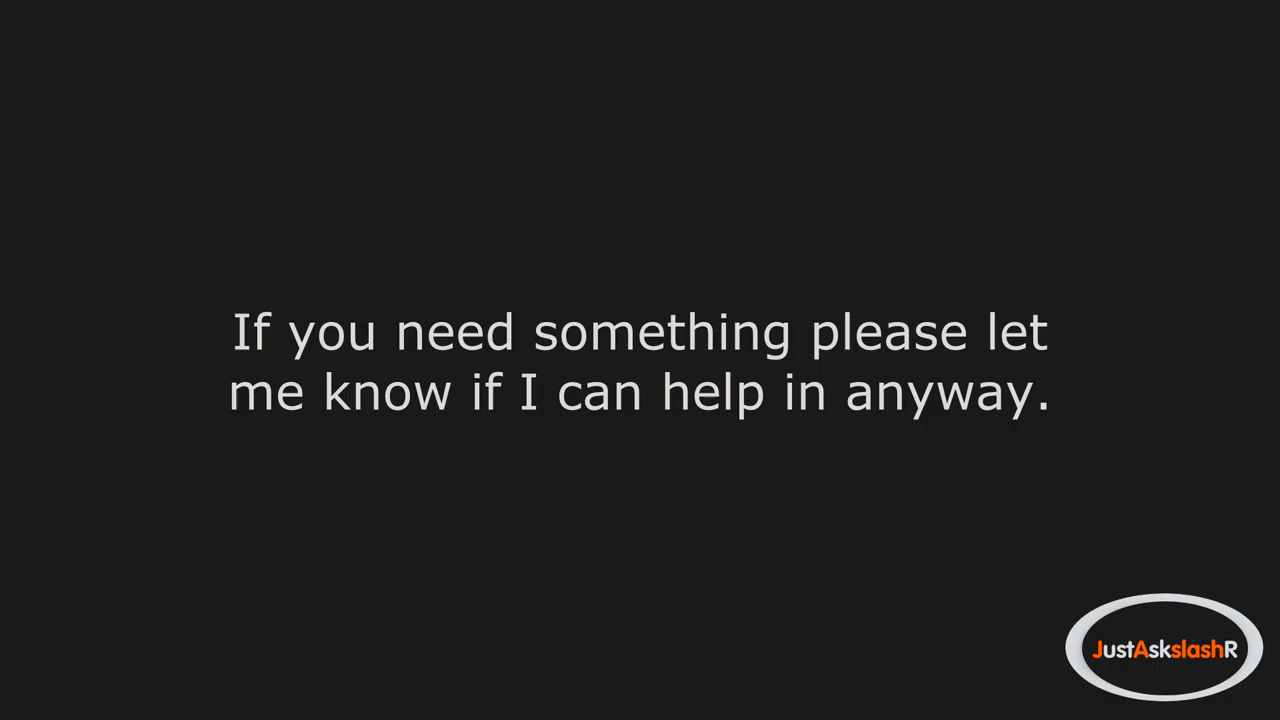 If you need something please let
me know if I can help in anyway.
JustAskslashR